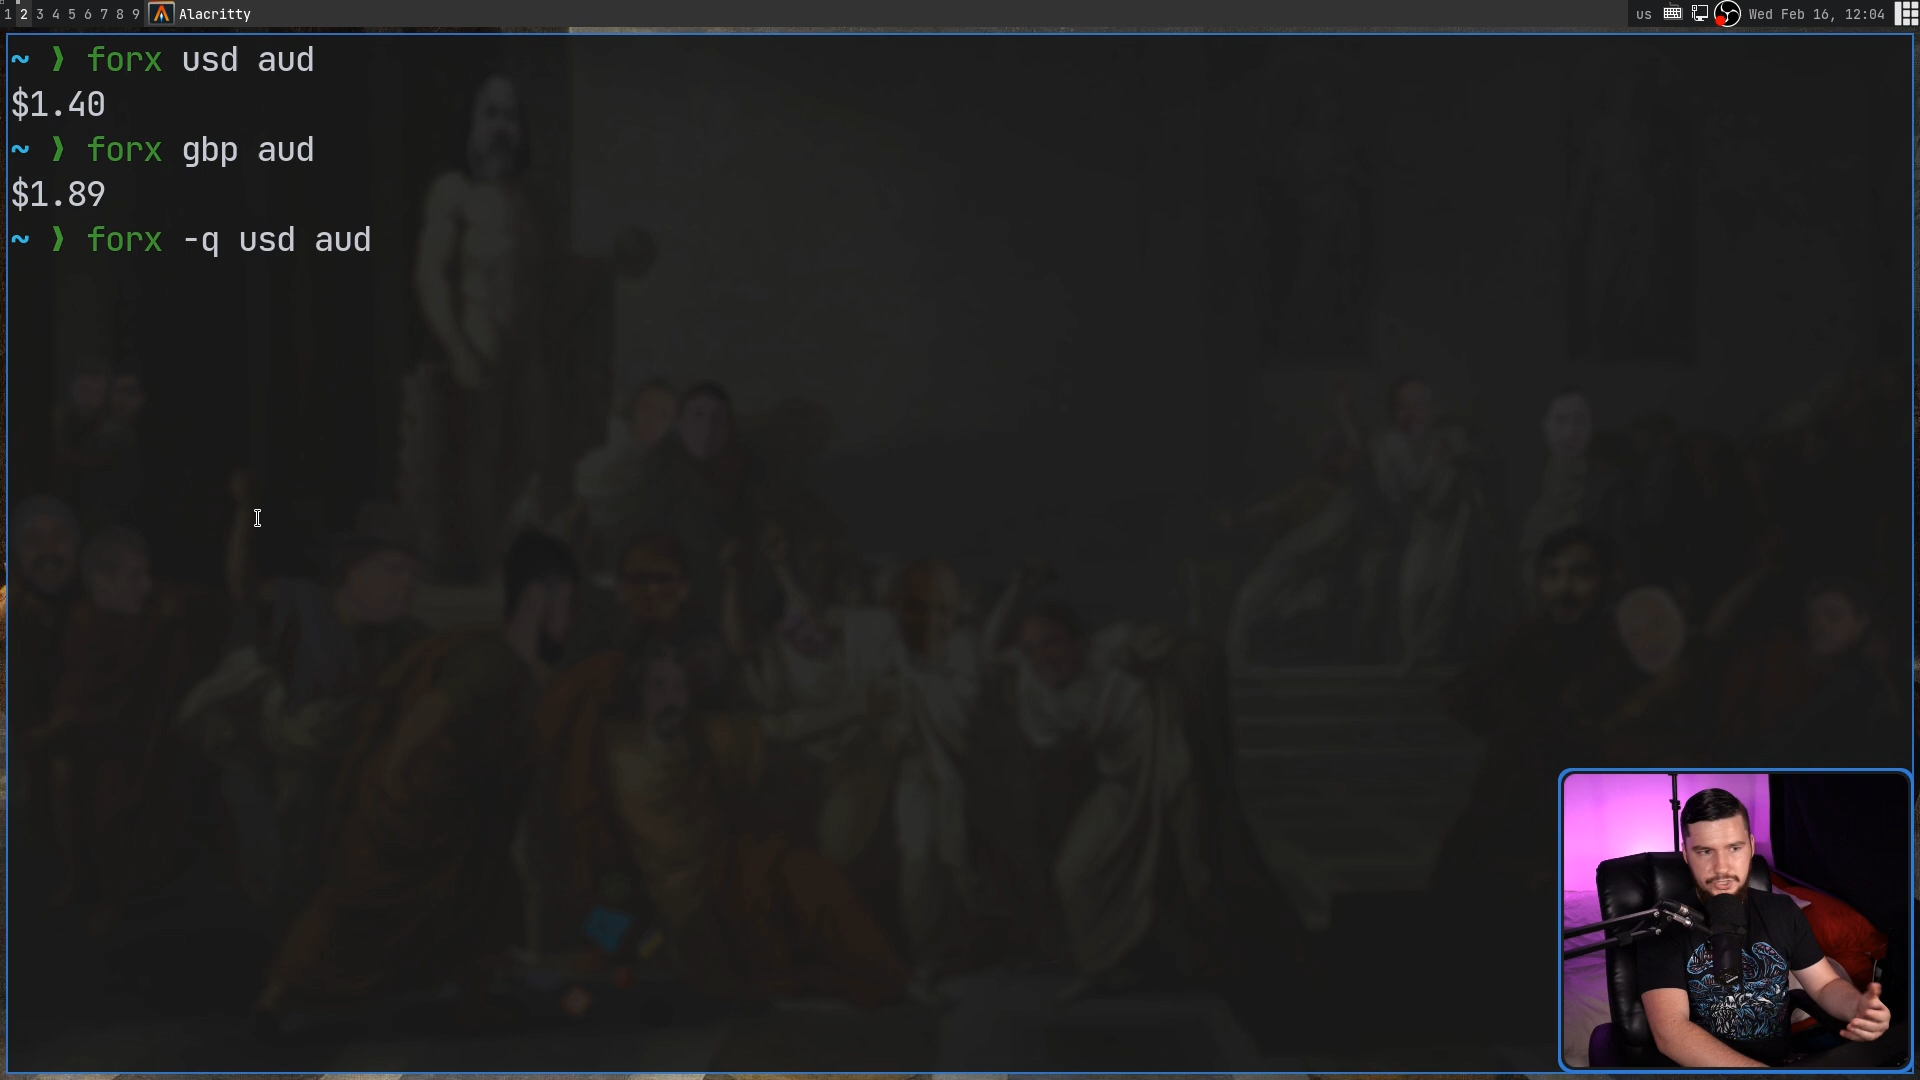 1 2 3 4 5 6 7 8 9 Alacritty us Wed Feb 16, 12:04
~ ❯ forx usd aud
$1.40
~ ❯ forx gbp aud
$1.89
~ ❯ forx -q usd aud